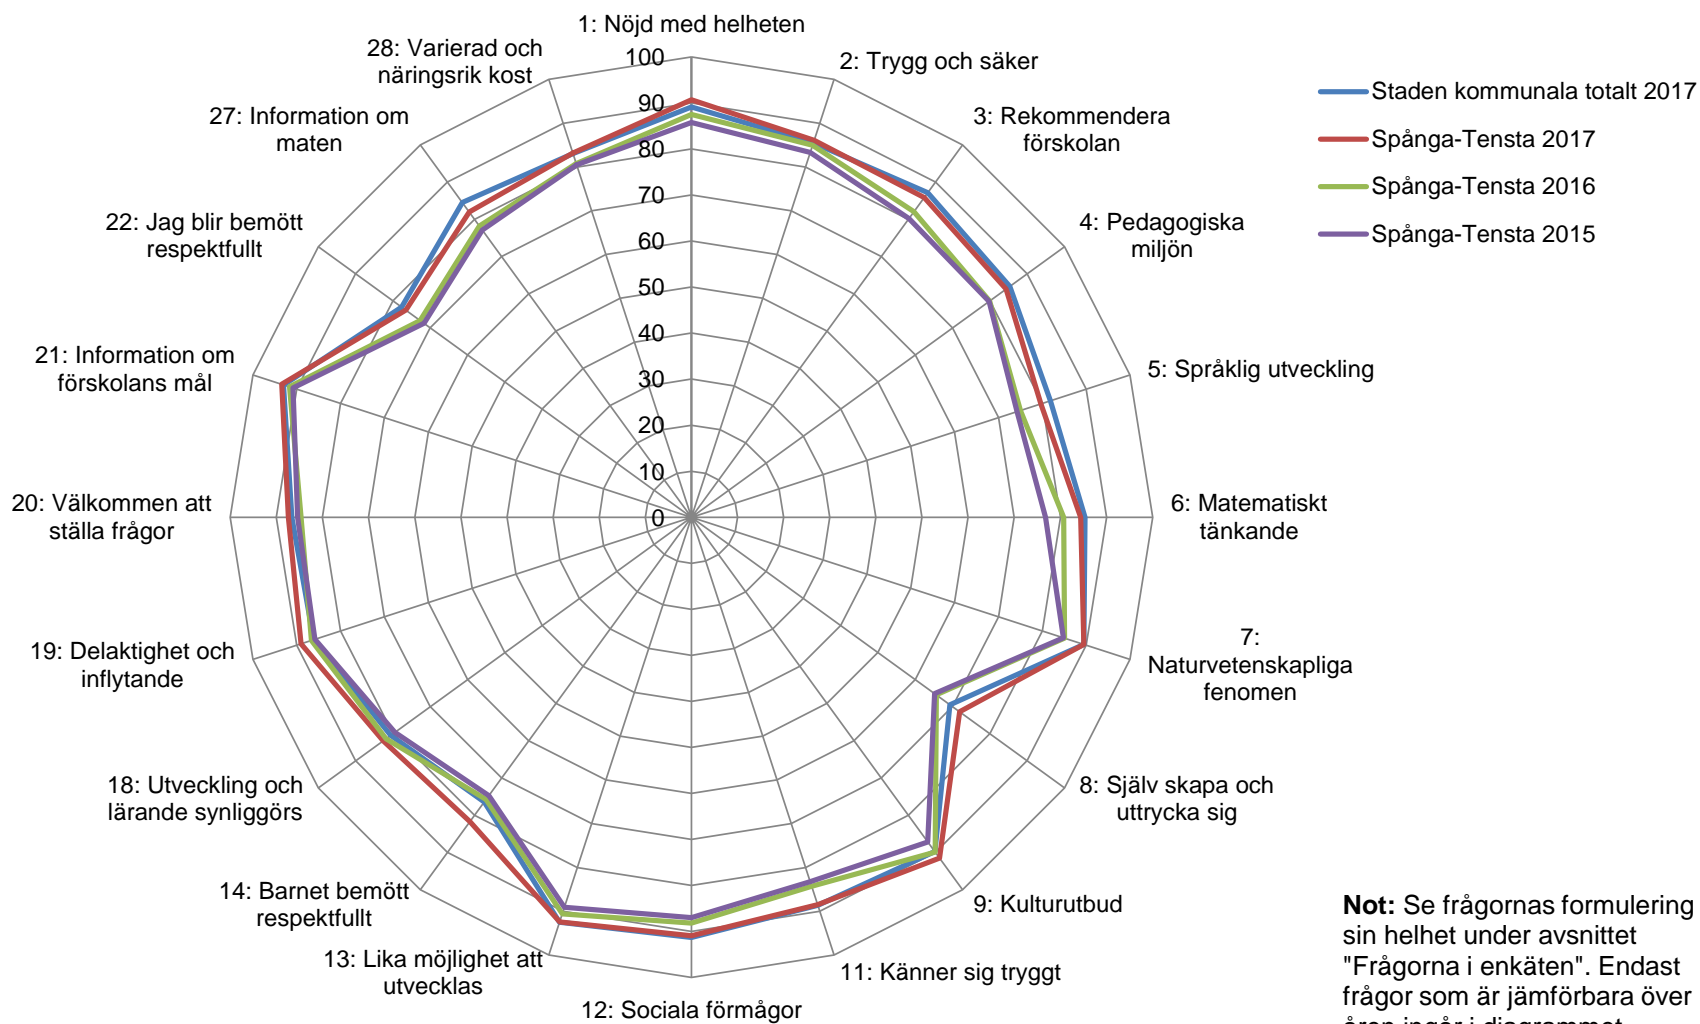 1: Nöjd med helheten
2: Trygg och säker
3: Rekommendera
förskolan
4: Pedagogiska
miljön
5: Språklig utveckling
6: Matematiskt
tänkande
7:
Naturvetenskapliga
fenomen
8: Själv skapa och
uttrycka sig
9: Kulturutbud
11: Känner sig tryggt
12: Sociala förmågor
13: Lika möjlighet att
utvecklas
14: Barnet bemött
respektfullt
18: Utveckling och
lärande synliggörs
19: Delaktighet och
inflytande
20: Välkommen att
ställa frågor
21: Information om
förskolans mål
22: Jag blir bemött
respektfullt
27: Information om
maten
28: Varierad och
näringsrik kost
100
90
80
70
60
50
40
30
20
10
0
Staden kommunala totalt 2017
Spånga-Tensta 2017
Spånga-Tensta 2016
Spånga-Tensta 2015
Not: Se frågornas formulering
sin helhet under avsnittet
"Frågorna i enkäten". Endast
frågor som är jämförbara över
åren ingår i diagrammet